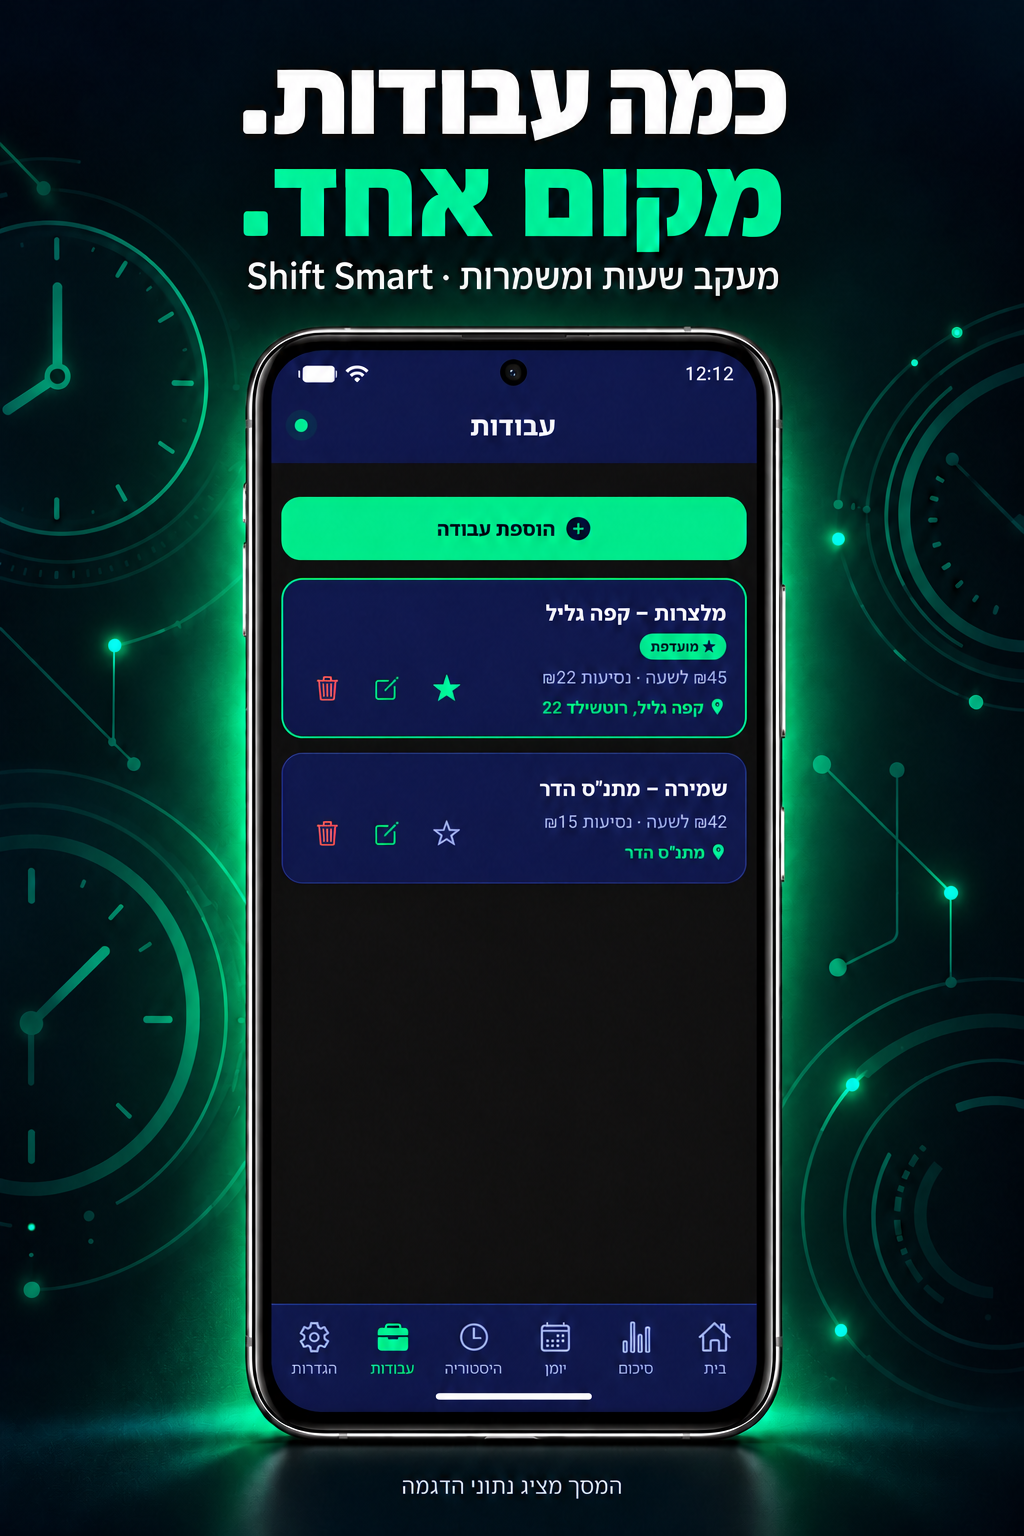 כמה עבודות.
מקום אחד.
מעקב שעות ומשמרות · Shift Smart
12:12
עבודות
הוספת עבודה
מלצרות – קפה גליל
מועדפת
₪45 לשעה · נסיעות ₪22
קפה גליל, רוטשילד 22
שמירה – מתנ"ס הדר
₪42 לשעה · נסיעות ₪15
מתנ"ס הדר
בית
סיכום
יומן
היסטוריה
עבודות
הגדרות
המסך מציג נתוני הדגמה